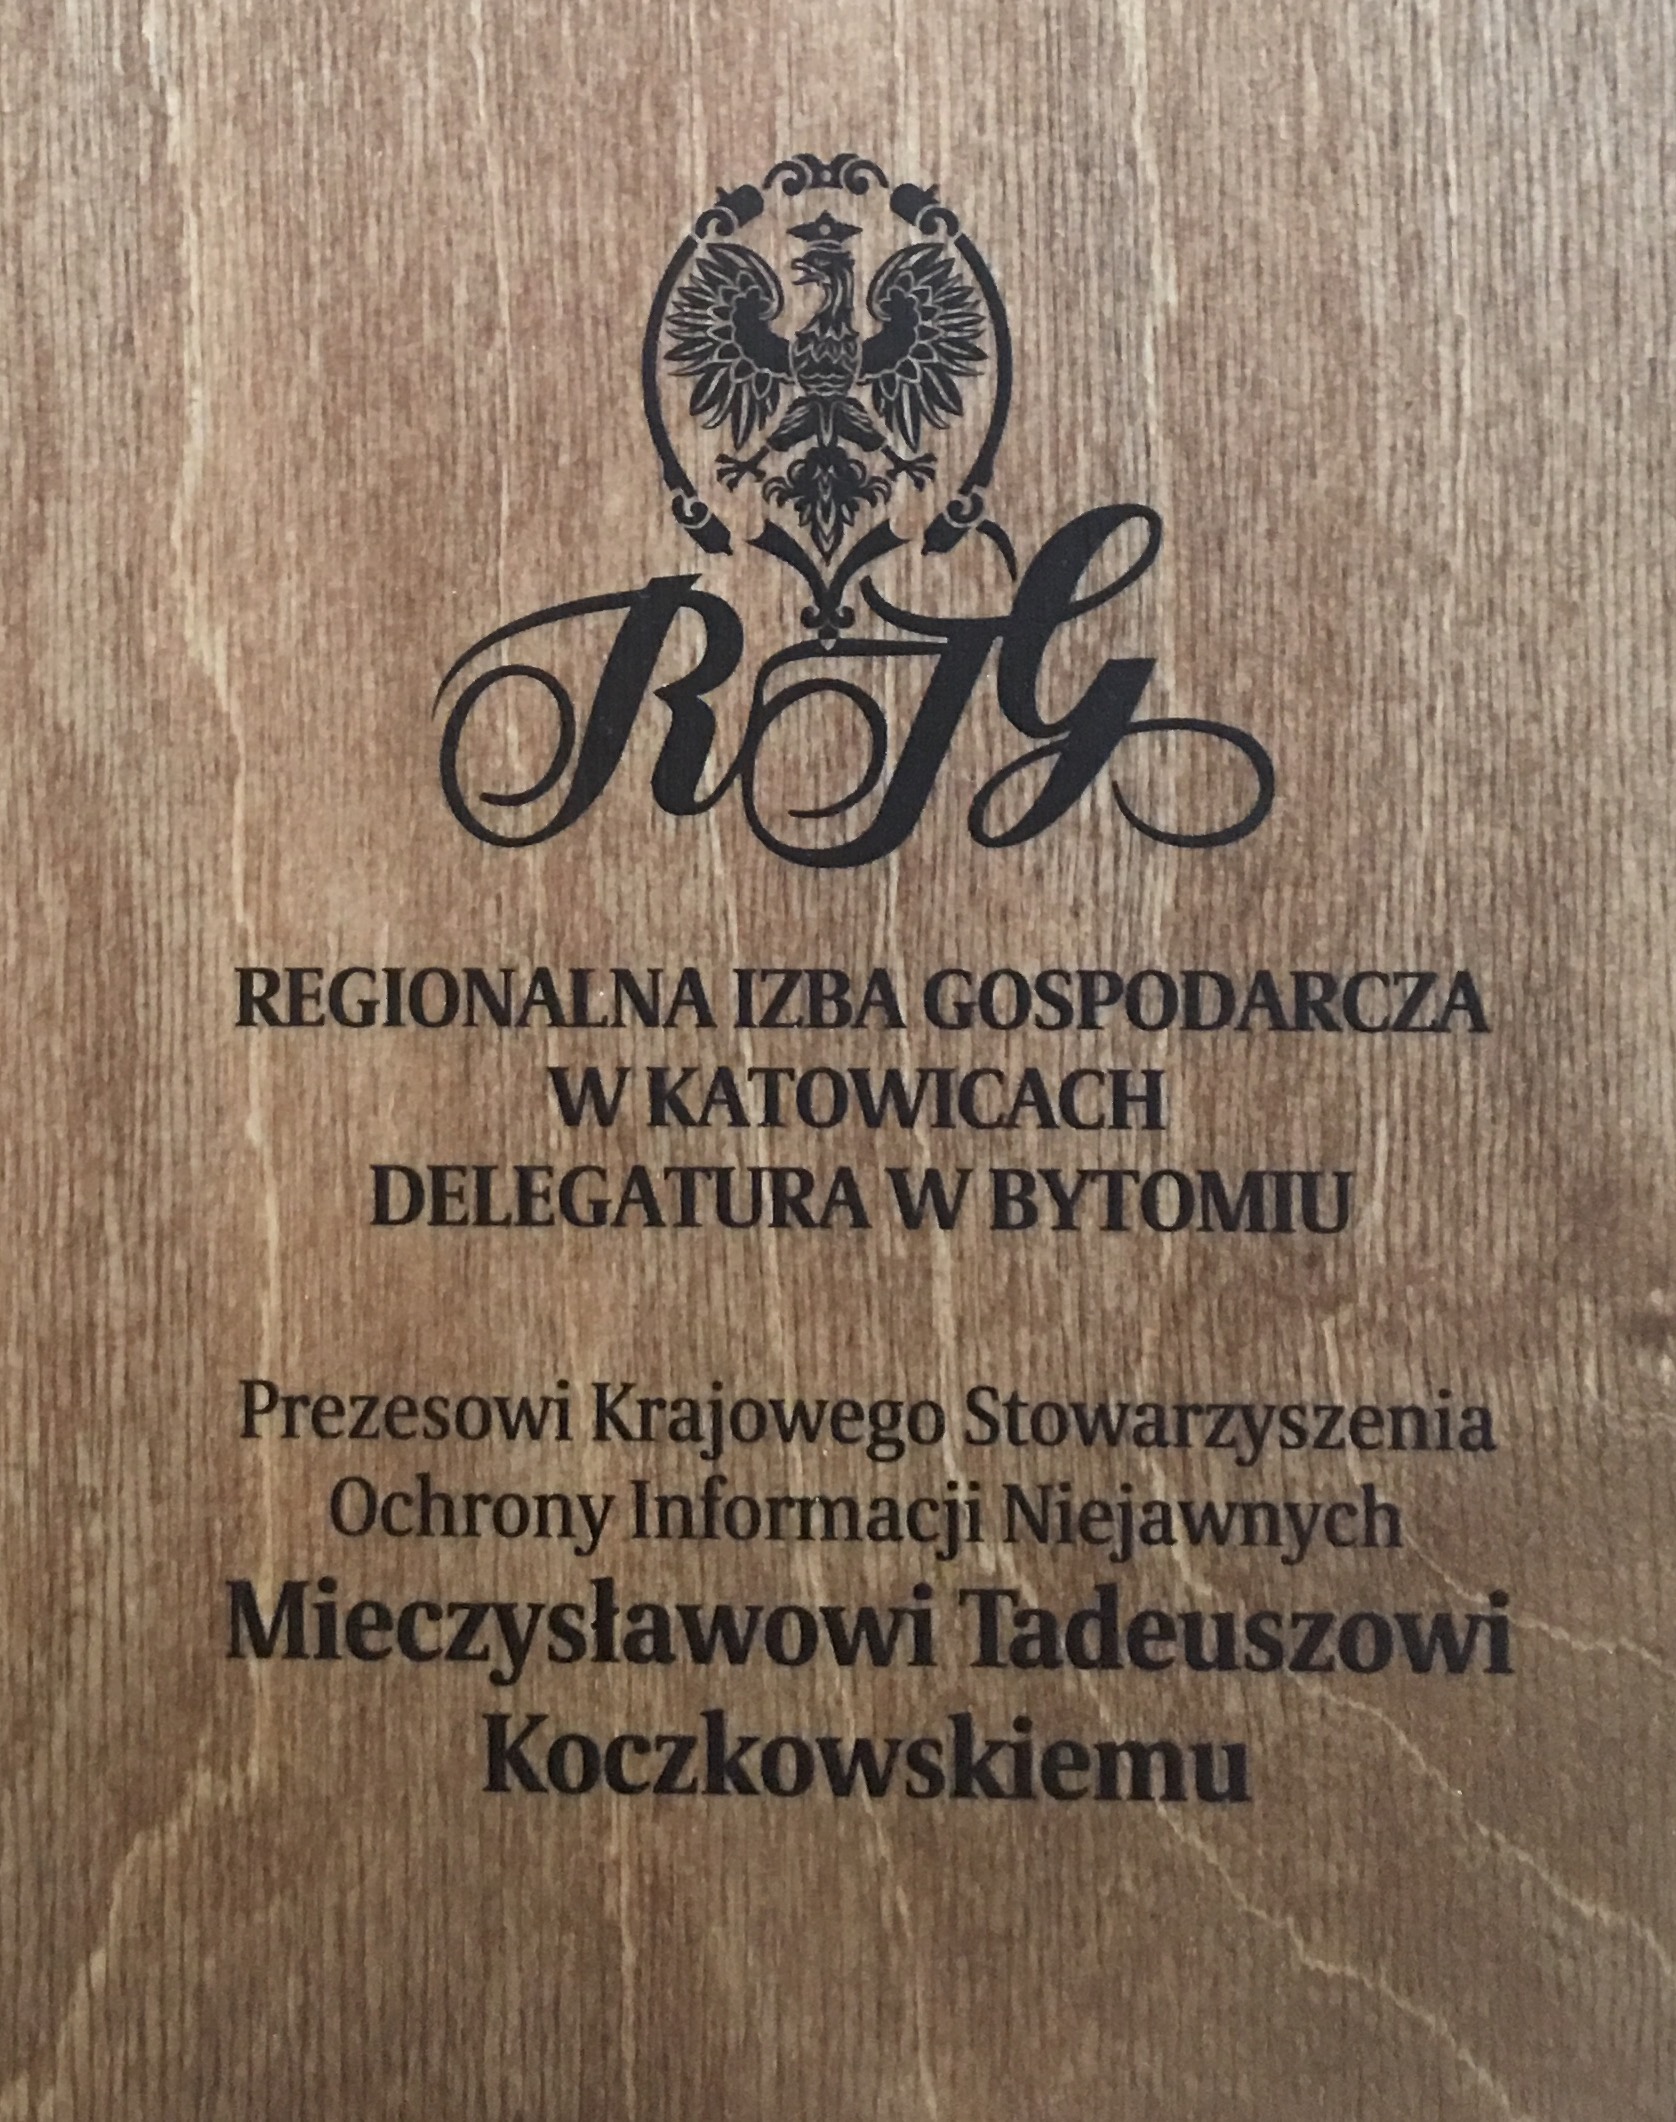 RIG
REGIONALNA IZBA GOSPODARCZA
W KATOWICACH
DELEGATURA W BYTOMIU
Prezesowi Krajowego Stowarzyszenia
Ochrony Informacji Niejawnych
Mieczysławowi Tadeuszowi
Koczkowskiemu